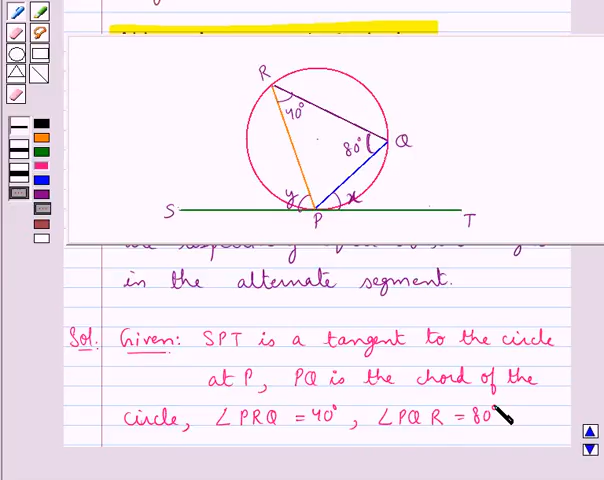 R
40°
80°
Q
y
x
S
P
T
in the alternate segment.
Sol. Given: SPT is a tangent to the circle
at P, PQ is the chord of the
circle, ∠PRQ = 40°, ∠PQR = 80°